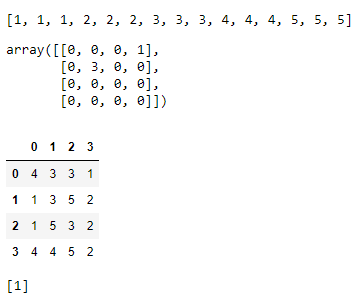 [1, 1, 1, 2, 2, 2, 3, 3, 3, 4, 4, 4, 5, 5, 5]
array([[0, 0, 0, 1],
[0, 3, 0, 0],
[0, 0, 0, 0],
[0, 0, 0, 0]])
0 1 2 3
0 4 3 3 1
1 1 3 5 2
2 1 5 3 2
3 4 4 5 2
[1]